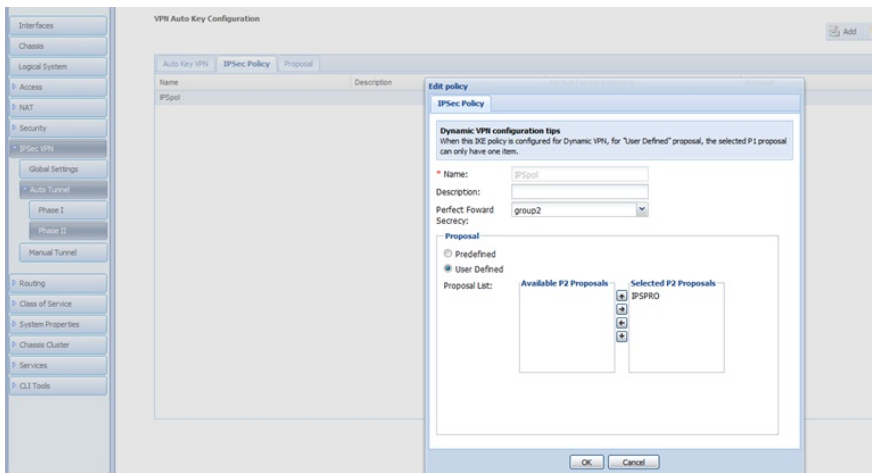 VPN Auto Key Configuration
Interfaces
Chassis
Logical System
Access
NAT
Security
IPSec VPN
Global Settings
Auto Tunnel
Phase I
Phase II
Manual Tunnel
Routing
Class of Service
System Properties
Chassis Cluster
Services
CLI Tools
Add
Auto Key VPN IPSec Policy Proposal
Name Description
IPSpol
Edit policy
IPSec Policy
Dynamic VPN configuration tips
When this IKE policy is configured for Dynamic VPN, for "User Defined" proposal, the selected P1 proposal
can only have one item.
* Name: IPSpol
Description:
Perfect Foward
Secrecy:
group2
Proposal
Predefined
User Defined
Proposal List:
Available P2 Proposals
Selected P2 Proposals
IPSPRO
OK Cancel